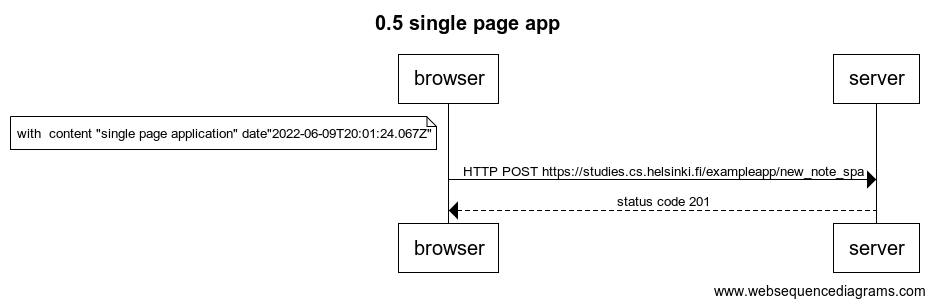 0.5 single page app
browser
server
with  content "single page application" date"2022-06-09T20:01:24.067Z"
HTTP POST https://studies.cs.helsinki.fi/exampleapp/new_note_spa
status code 201
browser
server
www.websequencediagrams.com